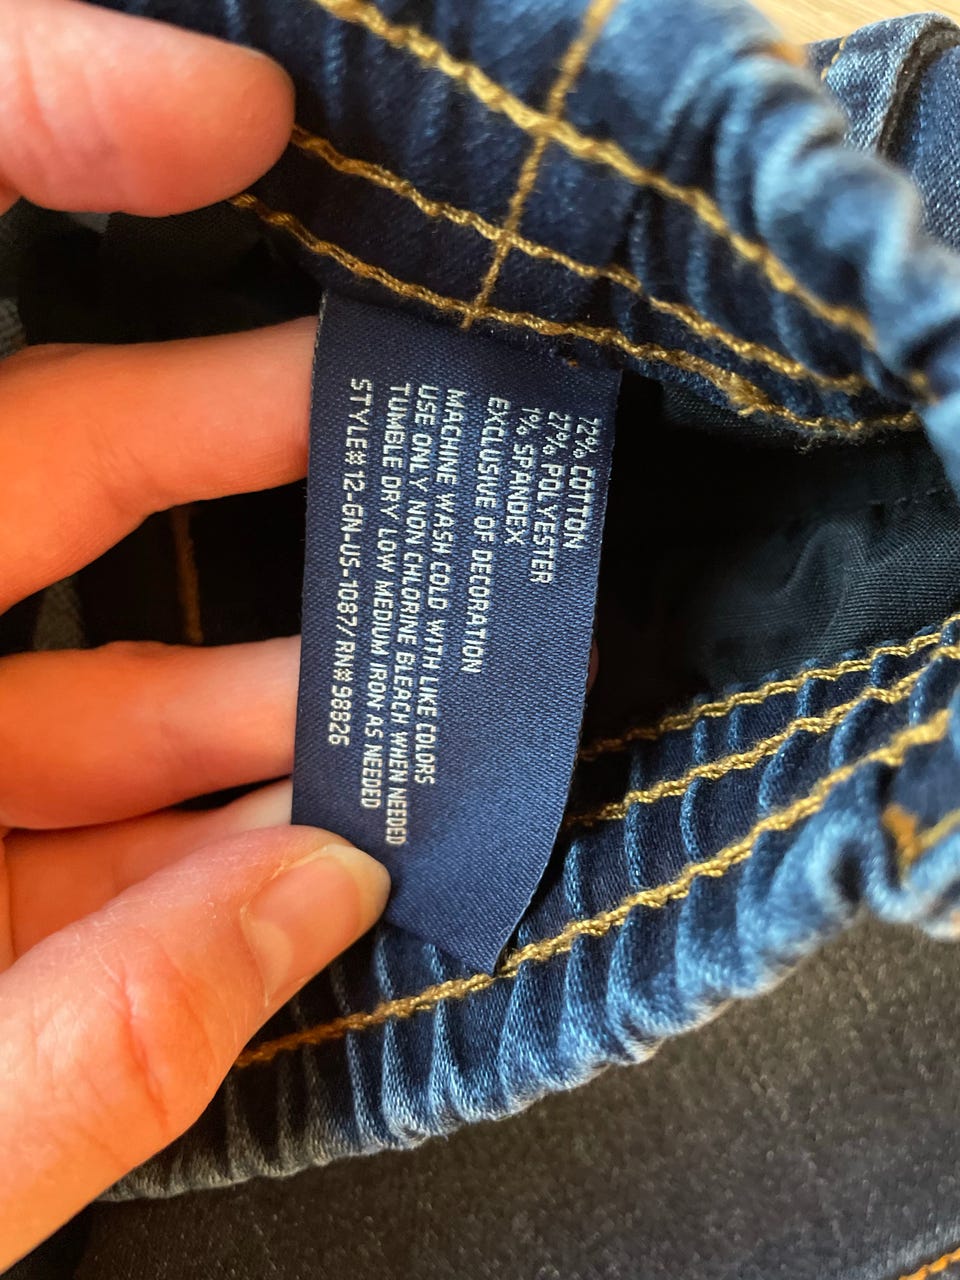 72% COTTON
27% POLYESTER
1% SPANDEX
EXCLUSIVE OF DECORATION
MACHINE WASH COLD WITH LIKE COLORS
USE ONLY NON CHLORINE BLEACH WHEN NEEDED
TUMBLE DRY LOW MEDIUM IRON AS NEEDED
STYLE# 12-GN-US-1087/RN#98826